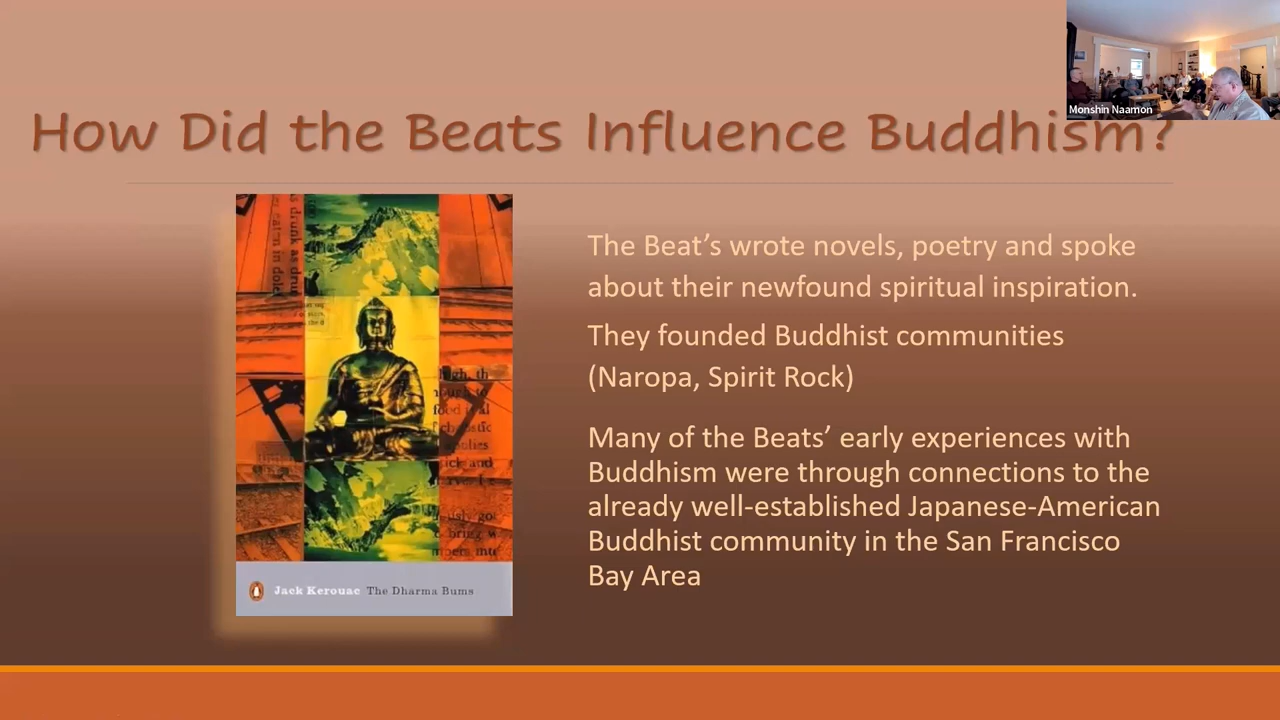 Monshin Naamon
How Did the Beats Influence Buddhism?
The Beat’s wrote novels, poetry and spoke
about their newfound spiritual inspiration.
They founded Buddhist communities
(Naropa, Spirit Rock)
Many of the Beats’ early experiences with
Buddhism were through connections to the
already well-established Japanese-American
Buddhist community in the San Francisco
Bay Area
Jack Kerouac The Dharma Bums